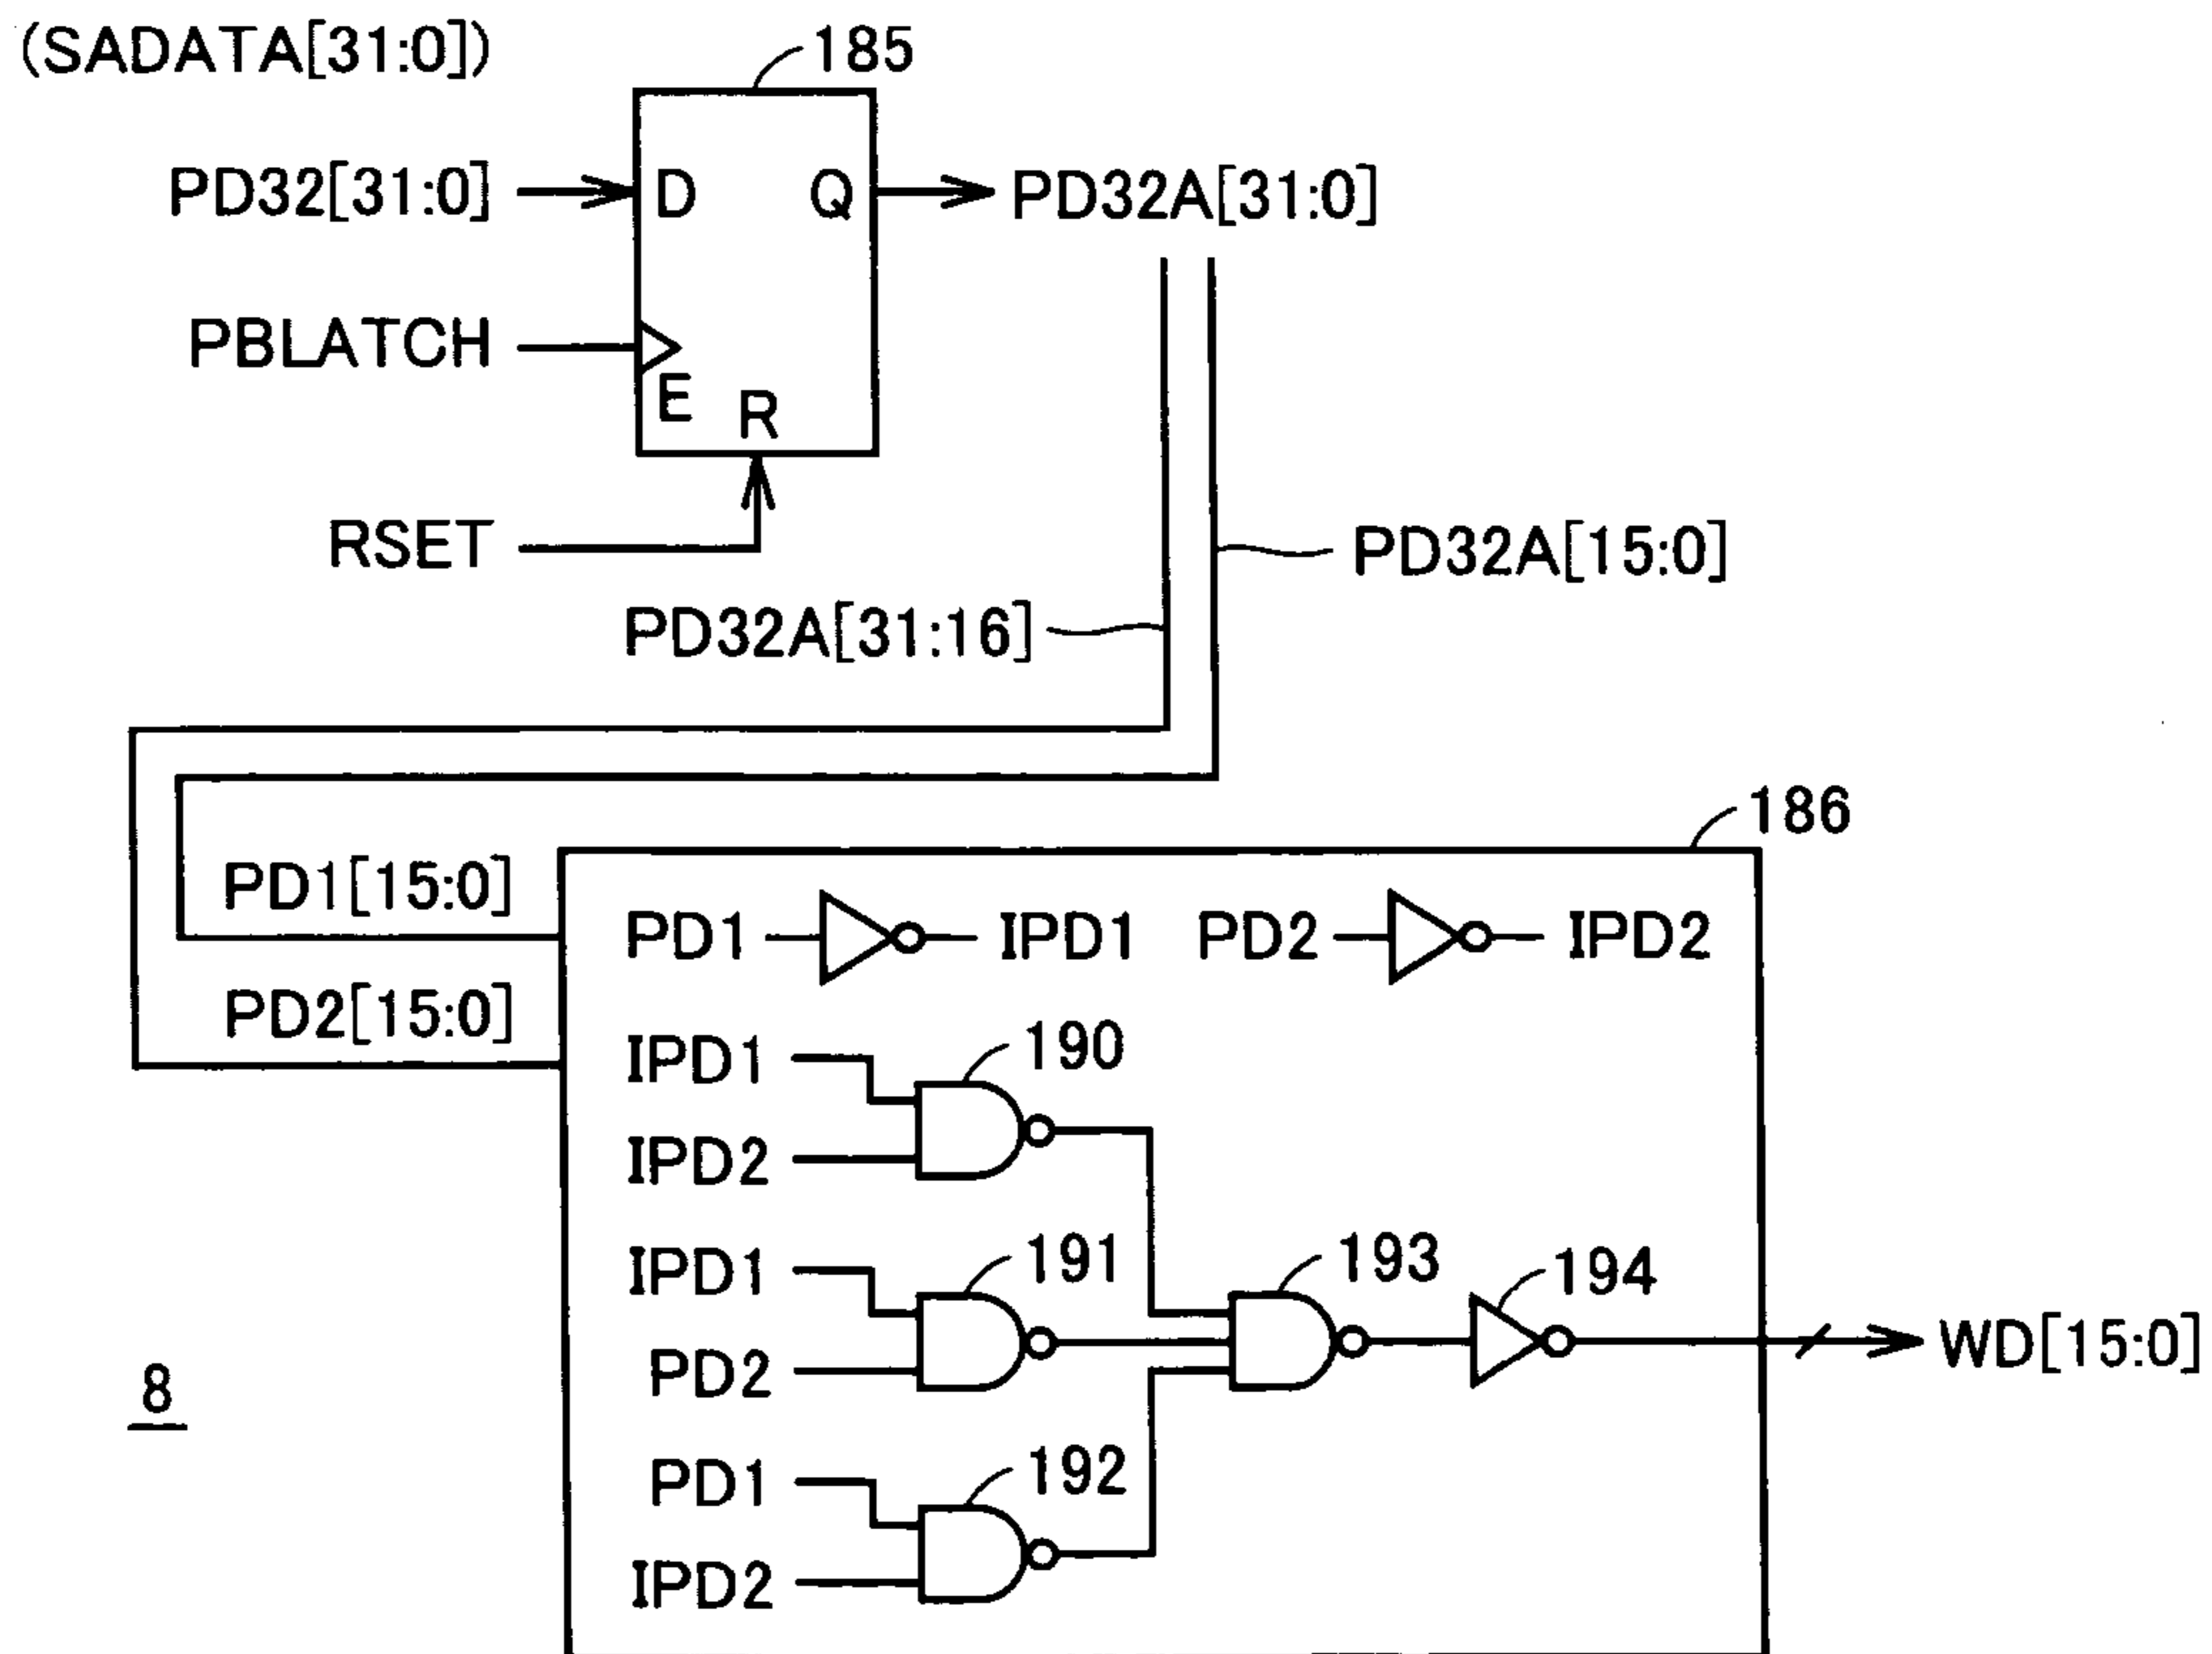 (SADATA[31:0])
185
PD32[31:0]
D
Q
PD32A[31:0]
PBLATCH
E
R
RSET
PD32A[15:0]
PD32A[31:16]
186
PD1[15:0]
PD1
IPD1
PD2
IPD2
PD2[15:0]
IPD1
190
IPD2
IPD1
191
193
194
WD[15:0]
PD2
8
PD1
192
IPD2